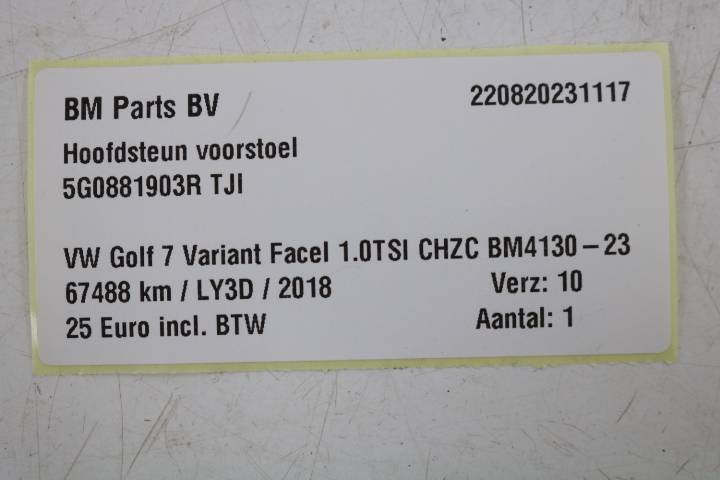 BM Parts BV 220820231117
Hoofdsteun voorstoel
5G0881903R TJI
VW Golf 7 Variant Facel 1.0TSI CHZC BM4130-23
67488 km / LY3D / 2018 Verz: 10
25 Euro incl. BTW Aantal: 1